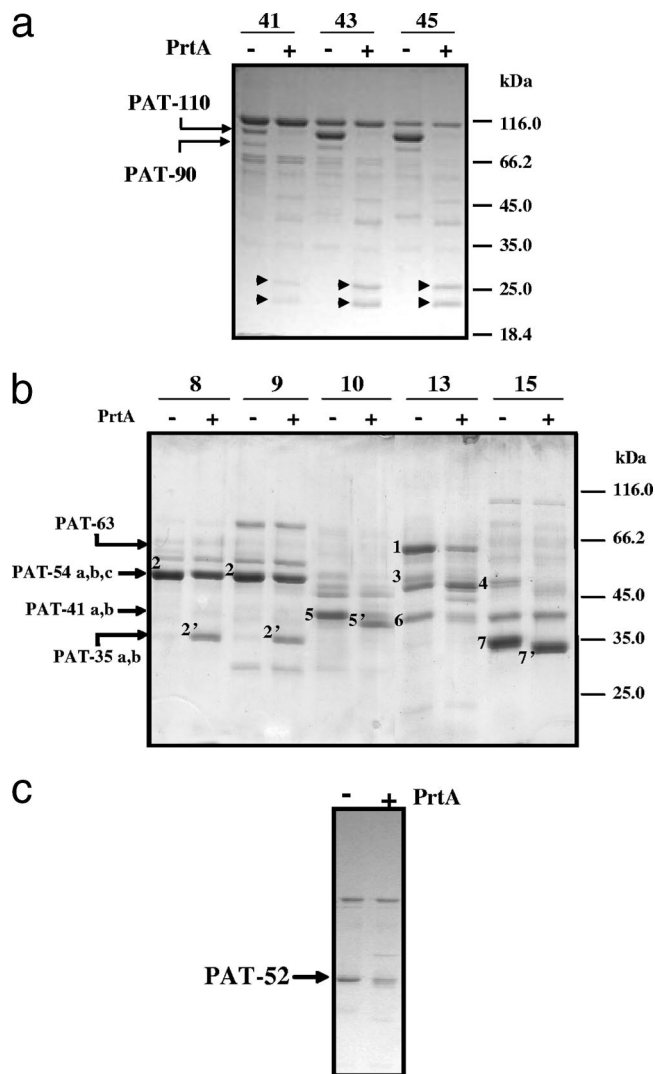 a
41 43 45
PrtA - + - + - +
kDa
PAT-110
116.0
PAT-90
66.2
45.0
35.0
25.0
18.4
b
8 9 10 13 15
PrtA - + - + - + - + - +
kDa
116.0
PAT-63
66.2
1
PAT-54 a,b,c
2 2 3 4
45.0
PAT-41 a,b
5 5' 6
35.0
2' 2' 7 7'
PAT-35 a,b
25.0
c
- + PrtA
PAT-52